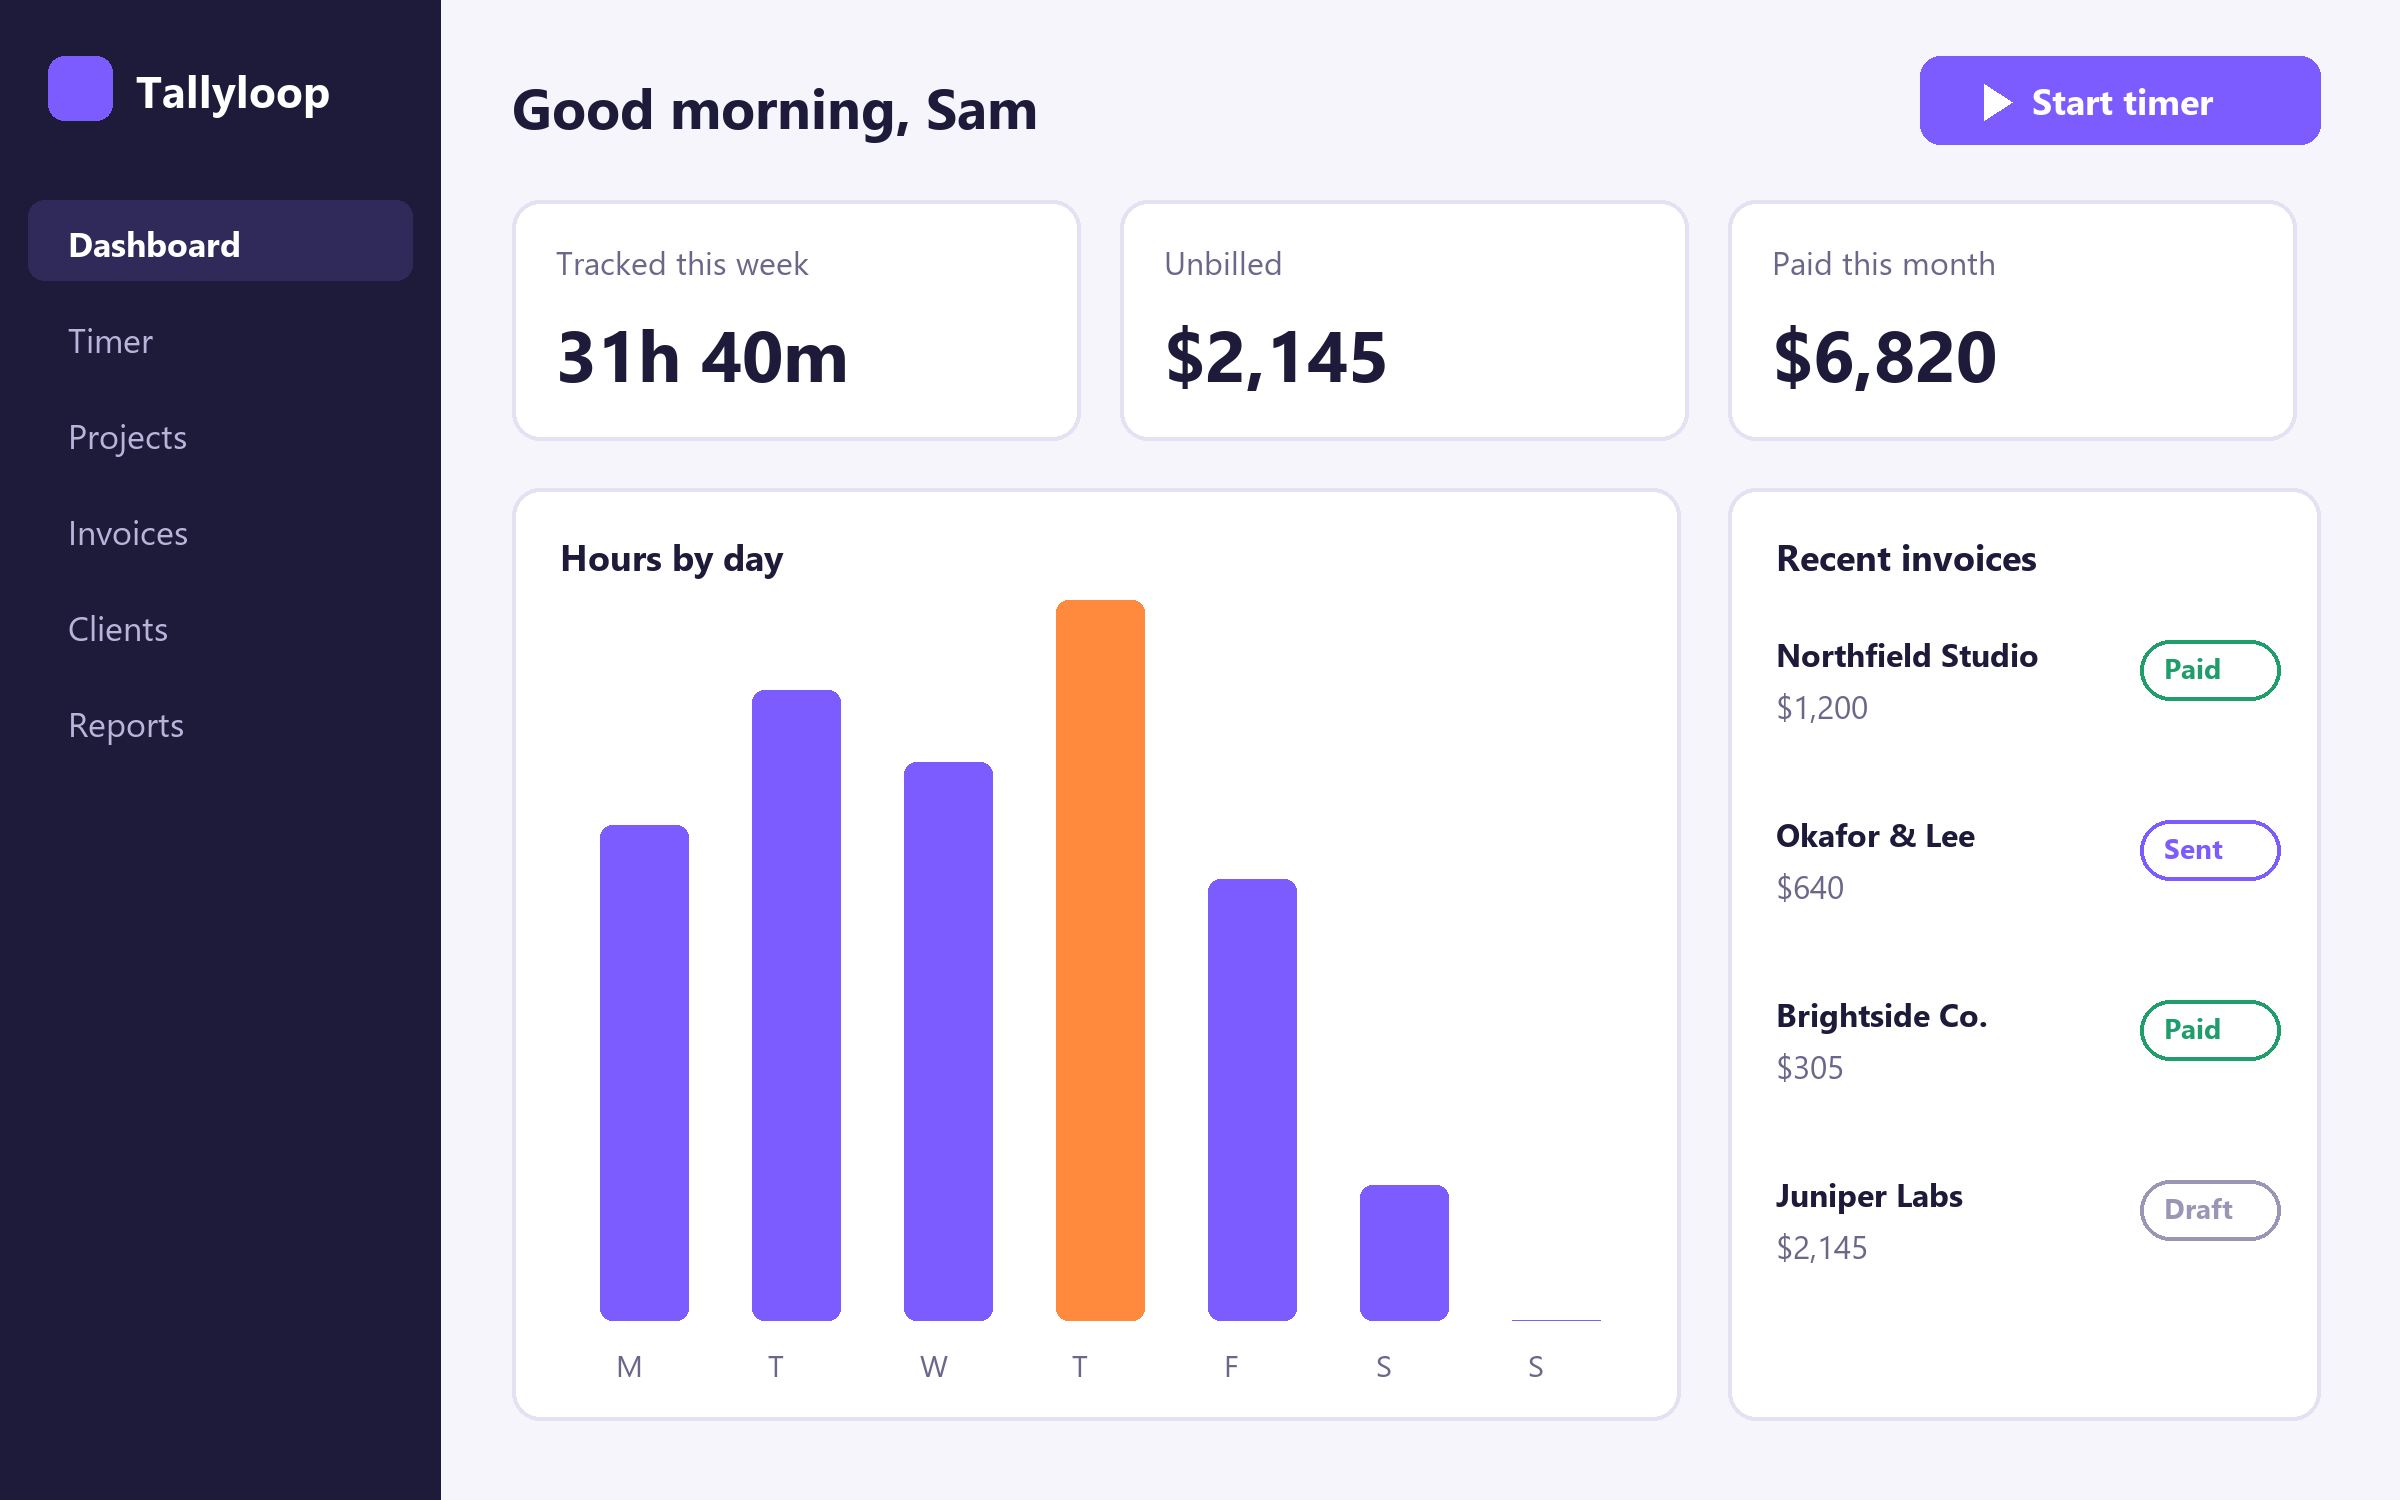 Tallyloop
Dashboard
Timer
Projects
Invoices
Clients
Reports
Good morning, Sam
Start timer
Tracked this week
31h 40m
Unbilled
$2,145
Paid this month
$6,820
Hours by day
M T W T F S S
Recent invoices
Northfield Studio
Paid
$1,200
Okafor & Lee
Sent
$640
Brightside Co.
Paid
$305
Juniper Labs
Draft
$2,145